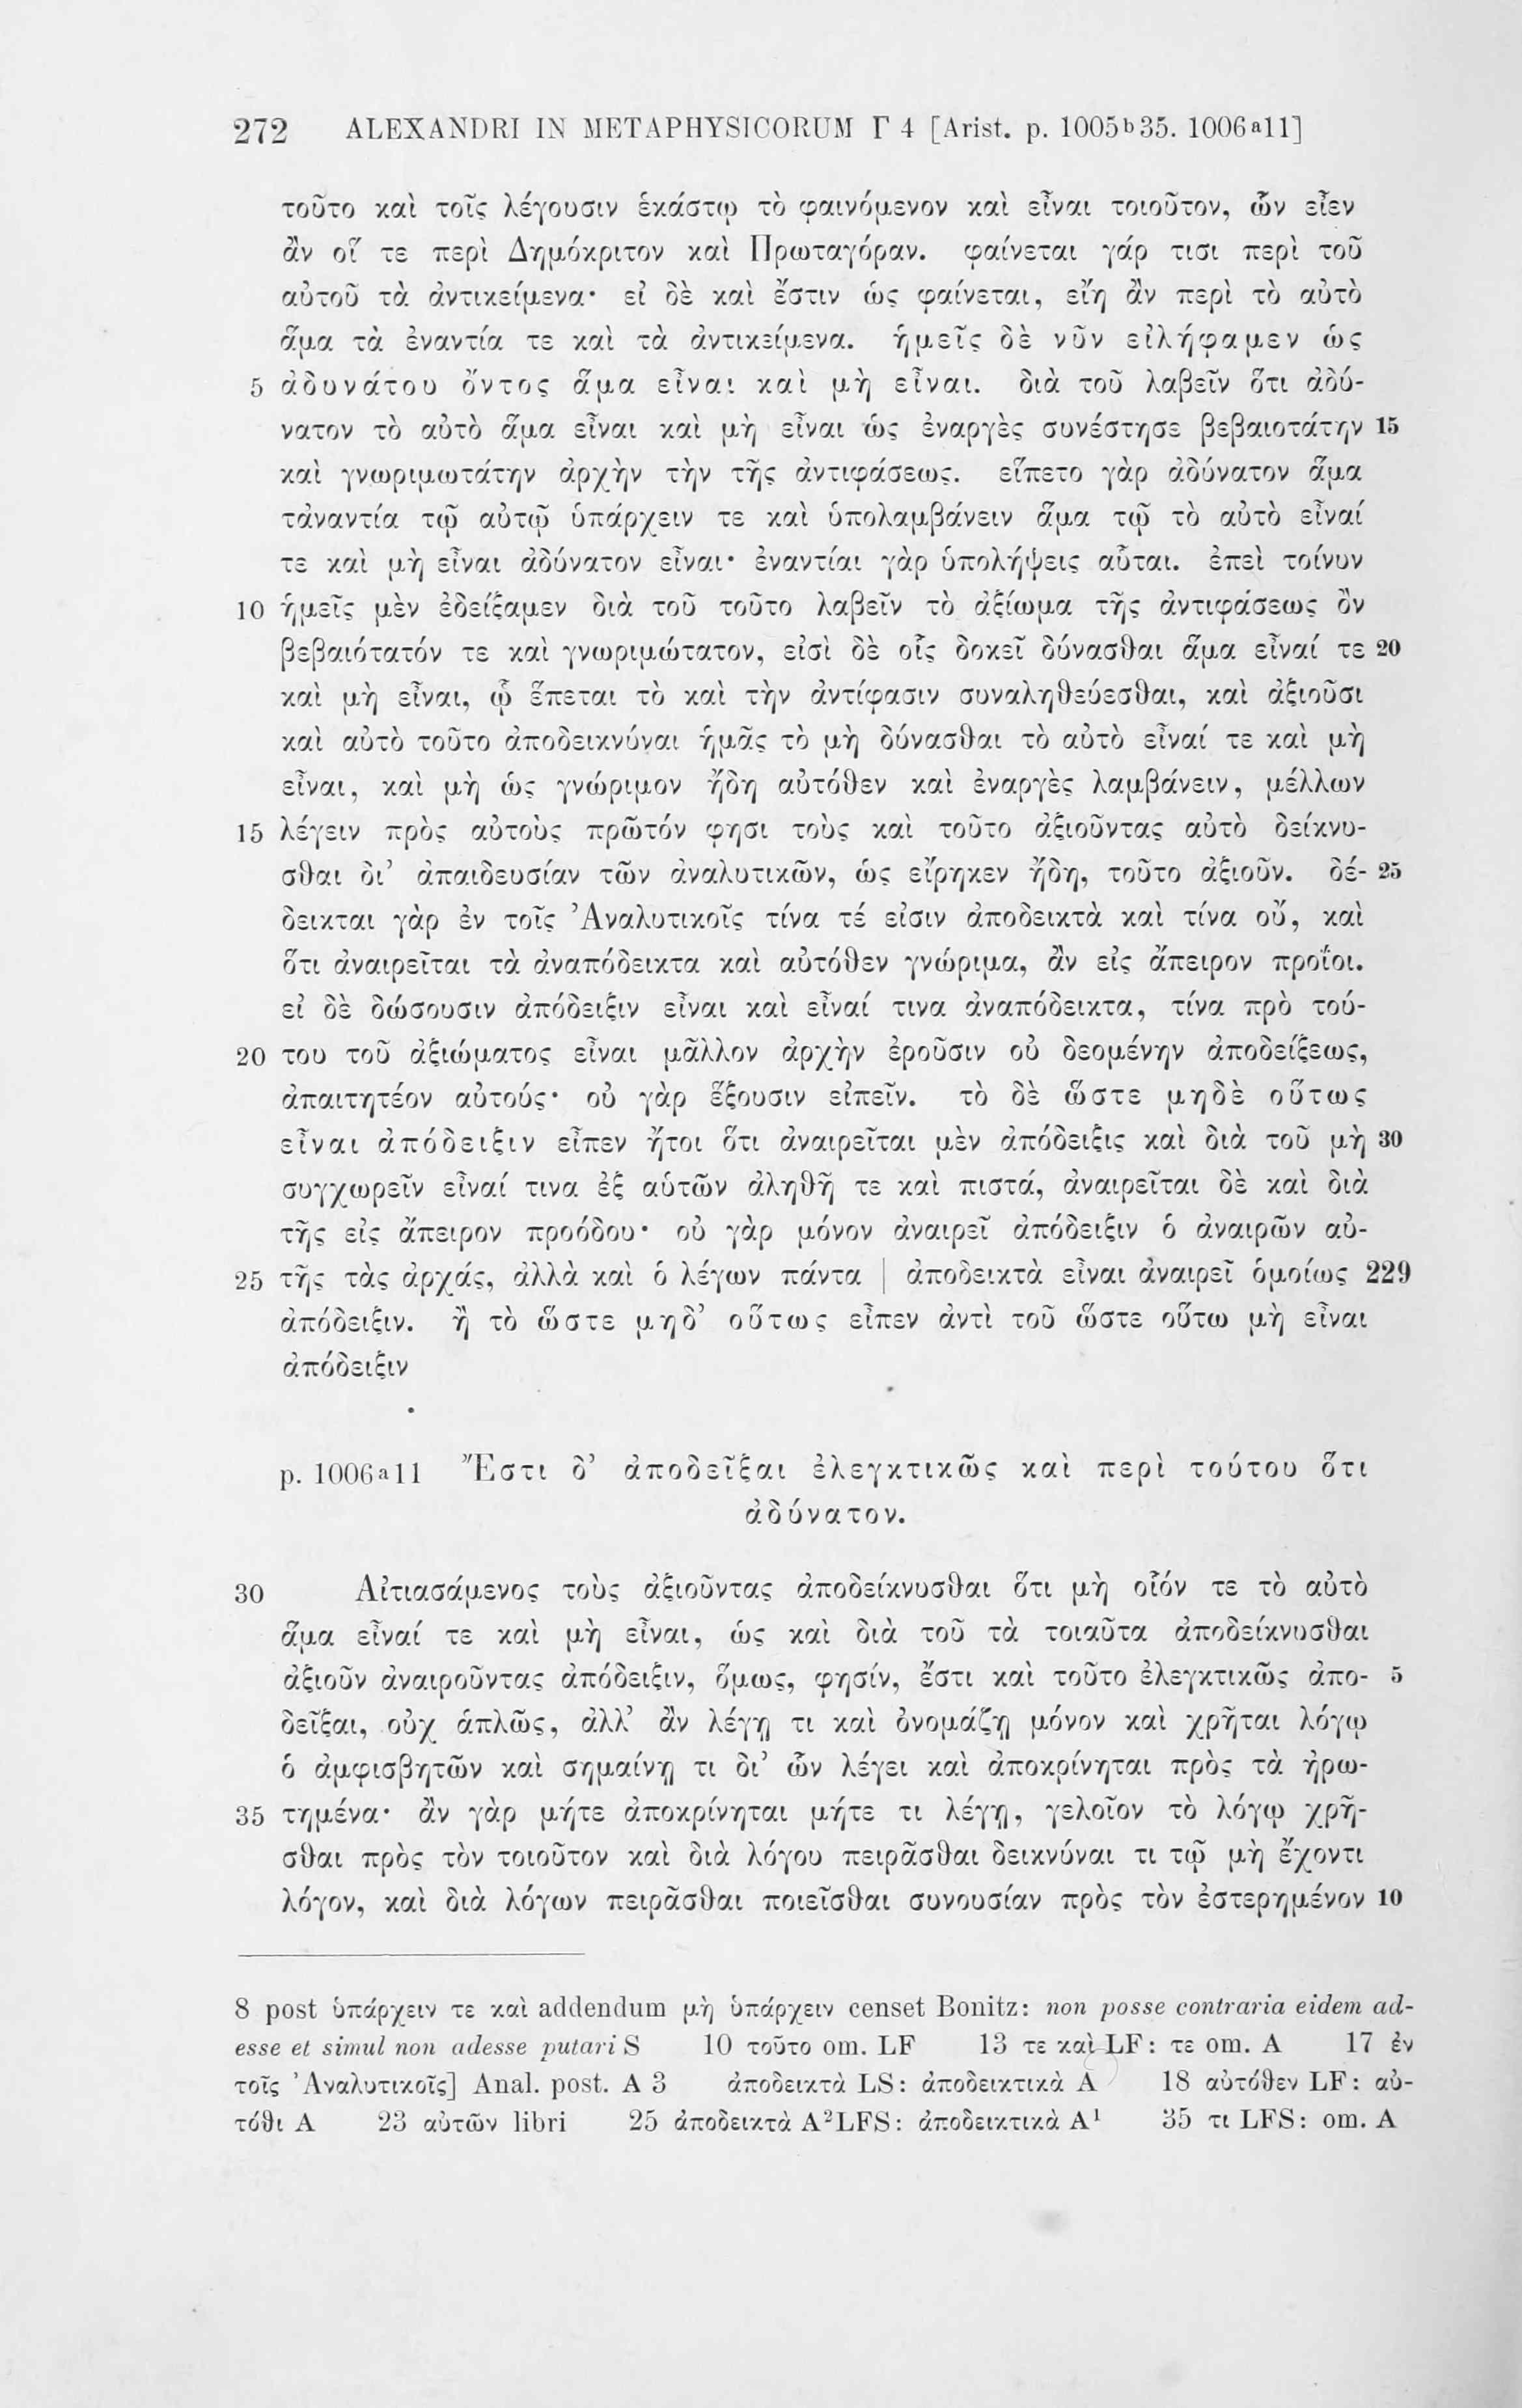 272 ALEXANDRI IN METAPHYSICORUM Γ 4 [Arist. p. 1005b35. 1006a11]
τοῦτο καὶ τοῖς λέγουσιν ἑκάστῳ τὸ φαινόμενον καὶ εἶναι τοιοῦτον, ὧν εἶεν
ἂν οἵ τε περὶ Δημόκριτον καὶ Πρωταγόραν. φαίνεται γάρ τισι περὶ τοῦ
αὐτοῦ τὰ ἀντικείμενα· εἰ δὲ καὶ ἔστιν ὡς φαίνεται, εἴη ἂν περὶ τὸ αὐτὸ
ἅμα τὰ ἐναντία τε καὶ τὰ ἀντικείμενα. ἡμεῖς δὲ νῦν εἰλήφαμεν ὡς
5 ἀδυνάτου ὄντος ἅμα εἶναι καὶ μὴ εἶναι. διὰ τοῦ λαβεῖν ὅτι ἀδύ-
νατον τὸ αὐτὸ ἅμα εἶναι καὶ μὴ εἶναι ὡς ἐναργὲς συνέστησε βεβαιοτάτην 15
καὶ γνωριμωτάτην ἀρχὴν τὴν τῆς ἀντιφάσεως. εἵπετο γὰρ ἀδύνατον ἅμα
τἀναντία τῷ αὐτῷ ὑπάρχειν τε καὶ ὑπολαμβάνειν ἅμα τῷ τὸ αὐτὸ εἶναί
τε καὶ μὴ εἶναι ἀδύνατον εἶναι· ἐναντίαι γὰρ ὑπολήψεις αὗται. ἐπεὶ τοίνυν
10 ἡμεῖς μὲν ἐδείξαμεν διὰ τοῦ τοῦτο λαβεῖν τὸ ἀξίωμα τῆς ἀντιφάσεως ὂν
βεβαιότατόν τε καὶ γνωριμώτατον, εἰσὶ δὲ οἷς δοκεῖ δύνασθαι ἅμα εἶναί τε 20
καὶ μὴ εἶναι, ᾧ ἕπεται τὸ καὶ τὴν ἀντίφασιν συναληθεύεσθαι, καὶ ἀξιοῦσι
καὶ αὐτὸ τοῦτο ἀποδεικνύναι ἡμᾶς τὸ μὴ δύνασθαι τὸ αὐτὸ εἶναί τε καὶ μὴ
εἶναι, καὶ μὴ ὡς γνώριμον ἤδη αὐτόθεν καὶ ἐναργὲς λαμβάνειν, μέλλων
15 λέγειν πρὸς αὐτοὺς πρῶτόν φησι τοὺς καὶ τοῦτο ἀξιοῦντας αὐτὸ δείκνυ-
σθαι δι’ ἀπαιδευσίαν τῶν ἀναλυτικῶν, ὡς εἴρηκεν ἤδη, τοῦτο ἀξιοῦν. δέ- 25
δεικται γὰρ ἐν τοῖς Ἀναλυτικοῖς τίνα τέ εἰσιν ἀποδεικτὰ καὶ τίνα οὔ, καὶ
ὅτι ἀναιρεῖται τὰ ἀναπόδεικτα καὶ αὐτόθεν γνώριμα, ἂν εἰς ἄπειρον προΐοι.
εἰ δὲ δώσουσιν ἀπόδειξιν εἶναι καὶ εἶναί τινα ἀναπόδεικτα, τίνα πρὸ τού-
20 του τοῦ ἀξιώματος εἶναι μᾶλλον ἀρχὴν ἐροῦσιν οὐ δεομένην ἀποδείξεως,
ἀπαιτητέον αὐτούς· οὐ γὰρ ἕξουσιν εἰπεῖν. τὸ δὲ ὥστε μηδὲ οὕτως
εἶναι ἀπόδειξιν εἶπεν ἤτοι ὅτι ἀναιρεῖται μὲν ἀπόδειξις καὶ διὰ τοῦ μὴ 30
συγχωρεῖν εἶναί τινα ἐξ αὑτῶν ἀληθῆ τε καὶ πιστά, ἀναιρεῖται δὲ καὶ διὰ
τῆς εἰς ἄπειρον προόδου· οὐ γὰρ μόνον ἀναιρεῖ ἀπόδειξιν ὁ ἀναιρῶν αὐ-
25 τῆς τὰς ἀρχάς, ἀλλὰ καὶ ὁ λέγων πάντα | ἀποδεικτὰ εἶναι ἀναιρεῖ ὁμοίως 229
ἀπόδειξιν. ἢ τὸ ὥστε μηδ’ οὕτως εἶπεν ἀντὶ τοῦ ὥστε οὕτω μὴ εἶναι
ἀπόδειξιν
p. 1006a11 Ἔστι δ’ ἀποδεῖξαι ἐλεγκτικῶς καὶ περὶ τούτου ὅτι
ἀδύνατον.
30 Αἰτιασάμενος τοὺς ἀξιοῦντας ἀποδείκνυσθαι ὅτι μὴ οἷόν τε τὸ αὐτὸ
ἅμα εἶναί τε καὶ μὴ εἶναι, ὡς καὶ διὰ τοῦ τὰ τοιαῦτα ἀποδείκνυσθαι
ἀξιοῦν ἀναιροῦντας ἀπόδειξιν, ὅμως, φησίν, ἔστι καὶ τοῦτο ἐλεγκτικῶς ἀπο- 5
δεῖξαι, οὐχ ἁπλῶς, ἀλλ’ ἂν λέγῃ τι καὶ ὀνομάζῃ μόνον καὶ χρῆται λόγῳ
ὁ ἀμφισβητῶν καὶ σημαίνῃ τι δι’ ὧν λέγει καὶ ἀποκρίνηται πρὸς τὰ ἠρω-
35 τημένα· ἂν γὰρ μήτε ἀποκρίνηται μήτε τι λέγῃ, γελοῖον τὸ λόγῳ χρῆ-
σθαι πρὸς τὸν τοιοῦτον καὶ διὰ λόγου πειρᾶσθαι δεικνύναι τι τῷ μὴ ἔχοντι
λόγον, καὶ διὰ λόγων πειρᾶσθαι ποιεῖσθαι συνουσίαν πρὸς τὸν ἐστερημένον 10
8 post ὑπάρχειν τε καὶ addendum μὴ ὑπάρχειν censet Bonitz: non posse contraria eidem ad-
esse et simul non adesse putari S 10 τοῦτο om. LF 13 τε καὶ LF: τε om. A 17 ἐν
τοῖς Ἀναλυτικοῖς] Anal. post. A 3 ἀποδεικτὰ LS: ἀποδεικτικὰ A 18 αὐτόθεν LF: αὐ-
τόθι A 23 αὐτῶν libri 25 ἀποδεικτὰ A²LFS: ἀποδεικτικὰ A¹ 35 τι LFS: om. A